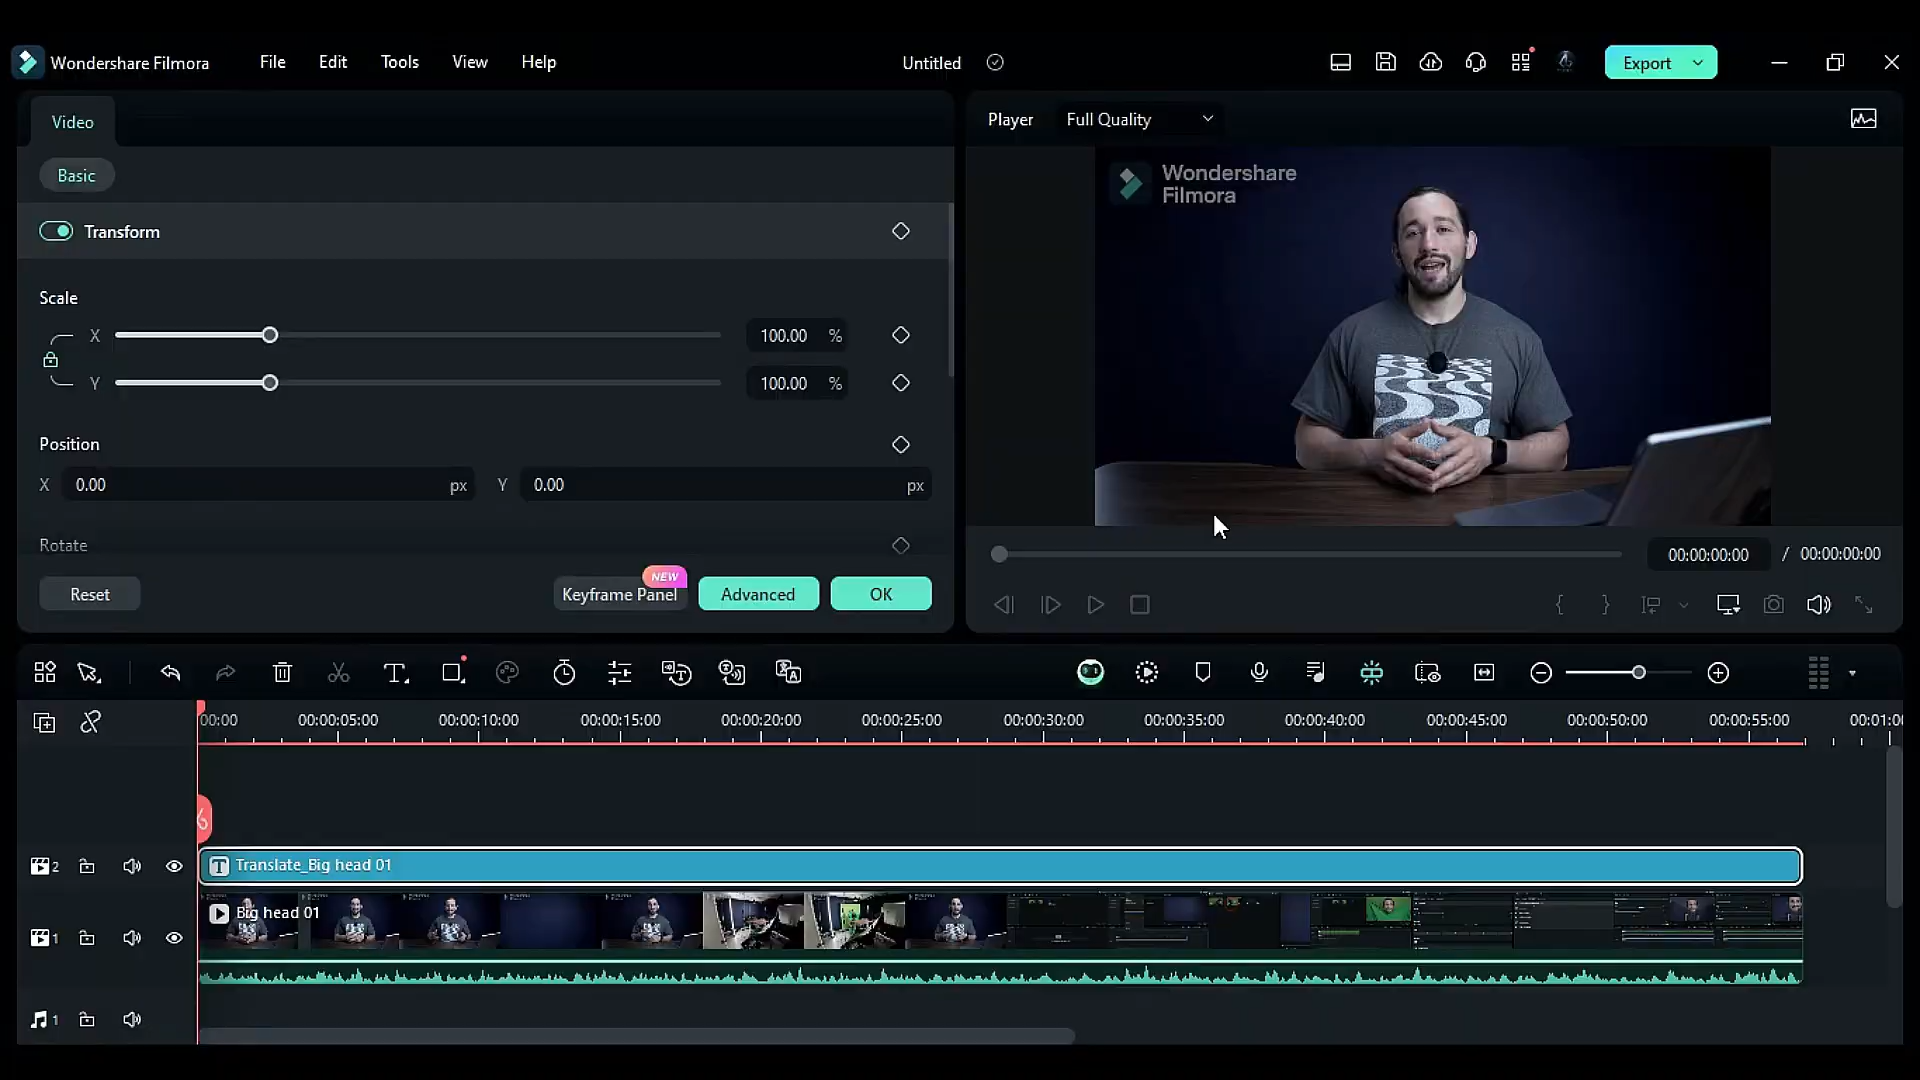 Wondershare Filmora File Edit Tools View Help Untitled Export
Video
Player Full Quality
Basic
Wondershare
Filmora
Transform
Scale
X 100.00 %
Y 100.00 %
Position
X 0.00 px Y 0.00 px
Rotate
00:00:00:00 / 00:00:00:00
NEW
Reset Keyframe Panel Advanced OK
00:00 00:00:05:00 00:00:10:00 00:00:15:00 00:00:20:00 00:00:25:00 00:00:30:00 00:00:35:00 00:00:40:00 00:00:45:00 00:00:50:00 00:00:55:00 00:01:0
2 T Translate_Big head 01
Big head 01
1
1